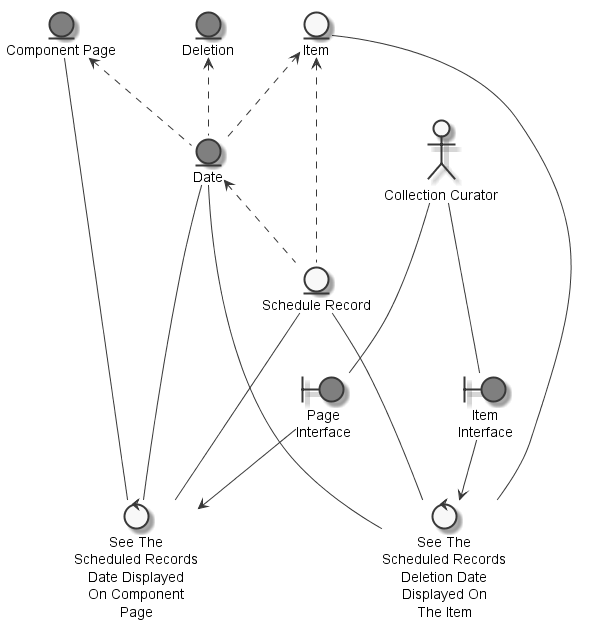 Component Page
Deletion
Item
Date
Collection Curator
Schedule Record
Page
Interface
Item
Interface
See The
Scheduled Records
Date Displayed
On Component
Page
See The
Scheduled Records
Deletion Date
Displayed On
The Item